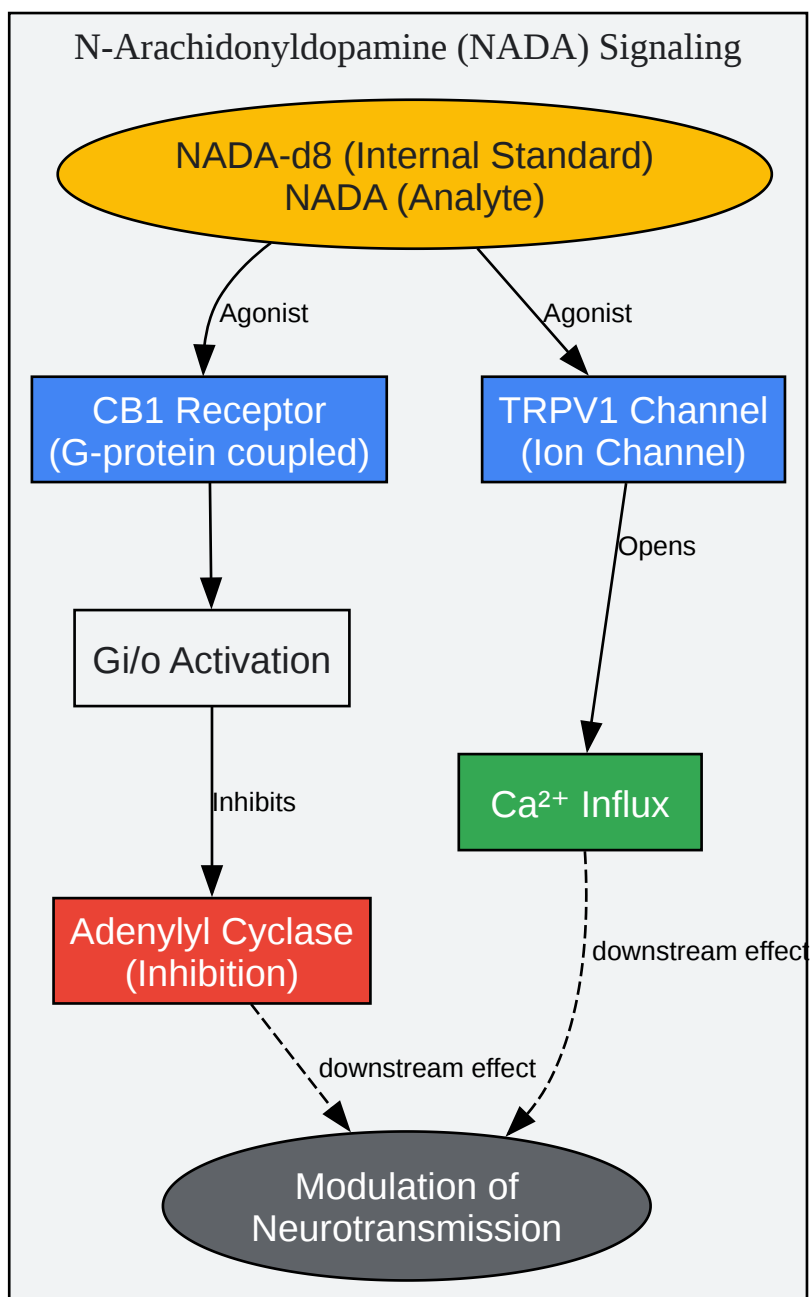 N-Arachidonyldopamine (NADA) Signaling
NADA-d8 (Internal Standard)
NADA (Analyte)
Agonist
Agonist
CB1 Receptor
(G-protein coupled)
TRPV1 Channel
(Ion Channel)
Opens
Gi/o Activation
Inhibits
Ca²⁺ Influx
Adenylyl Cyclase
(Inhibition)
downstream effect
downstream effect
Modulation of
Neurotransmission